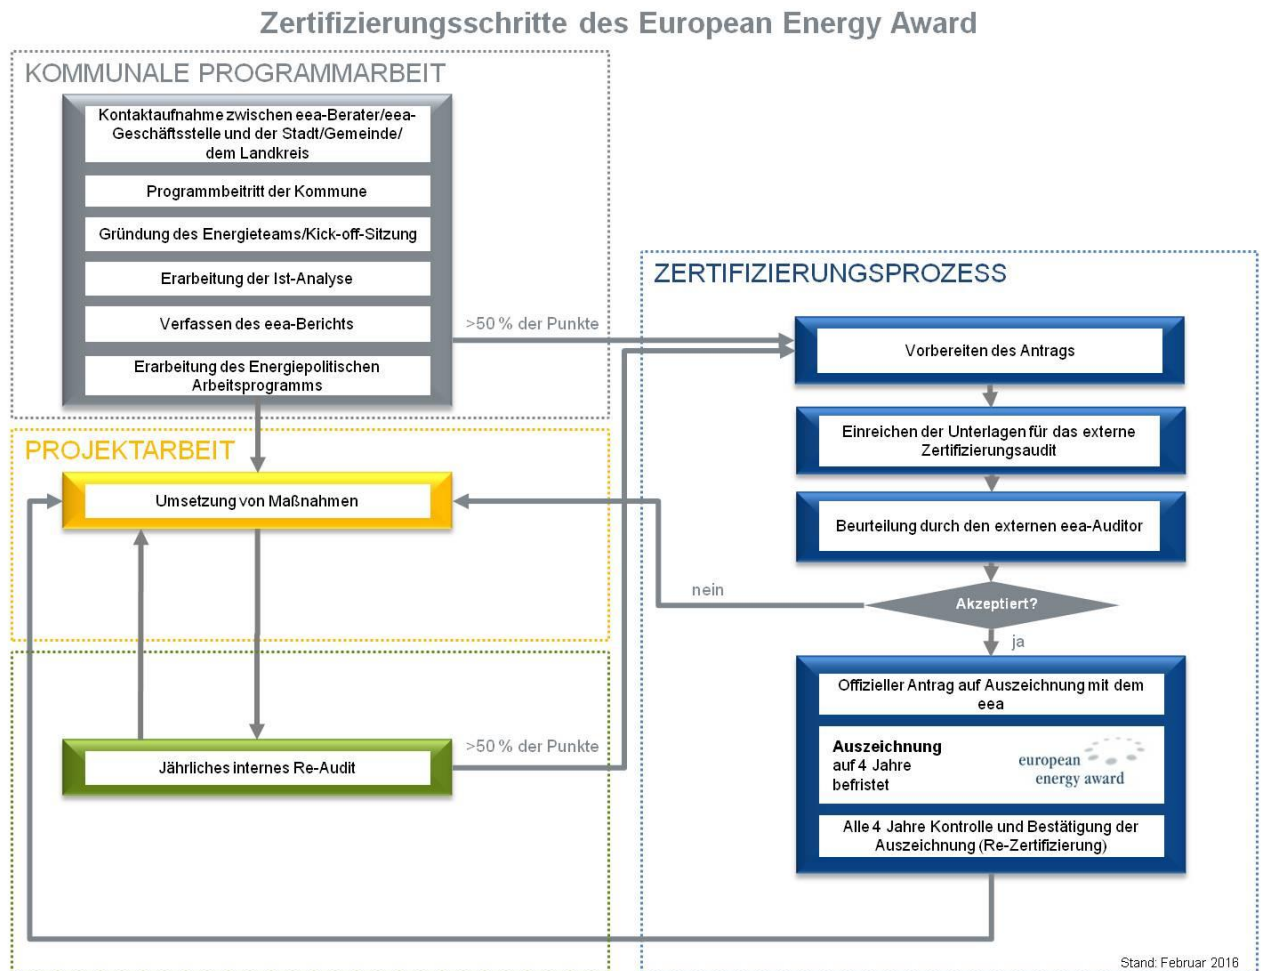 Zertifizierungsschritte des European Energy Award
KOMMUNALE PROGRAMMARBEIT
Kontaktaufnahme zwischen eea-Berater/eea-
Geschäftsstelle und der Stadt/Gemeinde/
dem Landkreis
Programmbeitritt der Kommune
Gründung des Energieteams/Kick-off-Sitzung
Erarbeitung der Ist-Analyse
Verfassen des eea-Berichts
Erarbeitung des Energiepolitischen
Arbeitsprogramms
>50 % der Punkte
PROJEKTARBEIT
Umsetzung von Maßnahmen
Jährliches internes Re-Audit
>50 % der Punkte
ZERTIFIZIERUNGSPROZESS
Vorbereiten des Antrags
Einreichen der Unterlagen für das externe
Zertifizierungsaudit
Beurteilung durch den externen eea-Auditor
Akzeptiert?
nein
ja
Offizieller Antrag auf Auszeichnung mit dem
eea
Auszeichnung
auf 4 Jahre
befristet
european
energy award
Alle 4 Jahre Kontrolle und Bestätigung der
Auszeichnung (Re-Zertifizierung)
Stand: Februar 2016